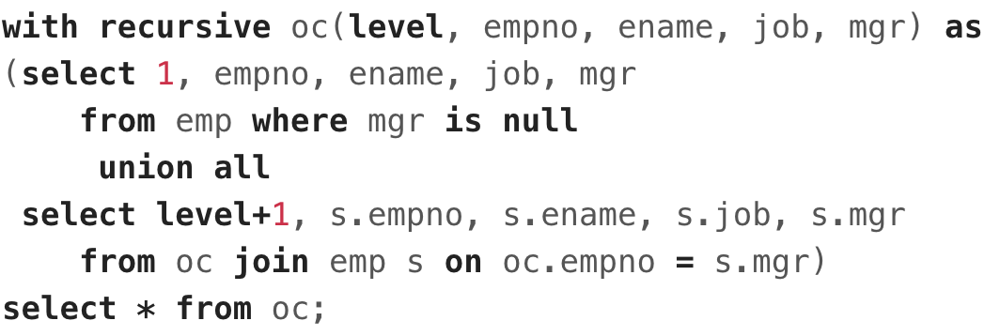 with recursive oc(level, empno, ename, job, mgr) as
(select 1, empno, ename, job, mgr
    from emp where mgr is null
     union all
 select level+1, s.empno, s.ename, s.job, s.mgr
    from oc join emp s on oc.empno = s.mgr)
select * from oc;